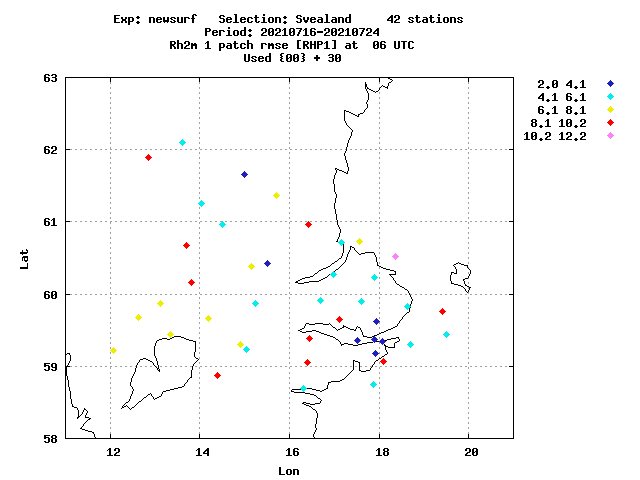 Exp: newsurf   Selection: Svealand     42 stations
Period: 20210716-20210724
Rh2m 1 patch rmse [RHP1] at  06 UTC
Used {00} + 30
2.0 4.1
4.1 6.1
6.1 8.1
8.1 10.2
10.2 12.2
63
62
61
60
59
58
Lat
12 14 16 18 20
Lon